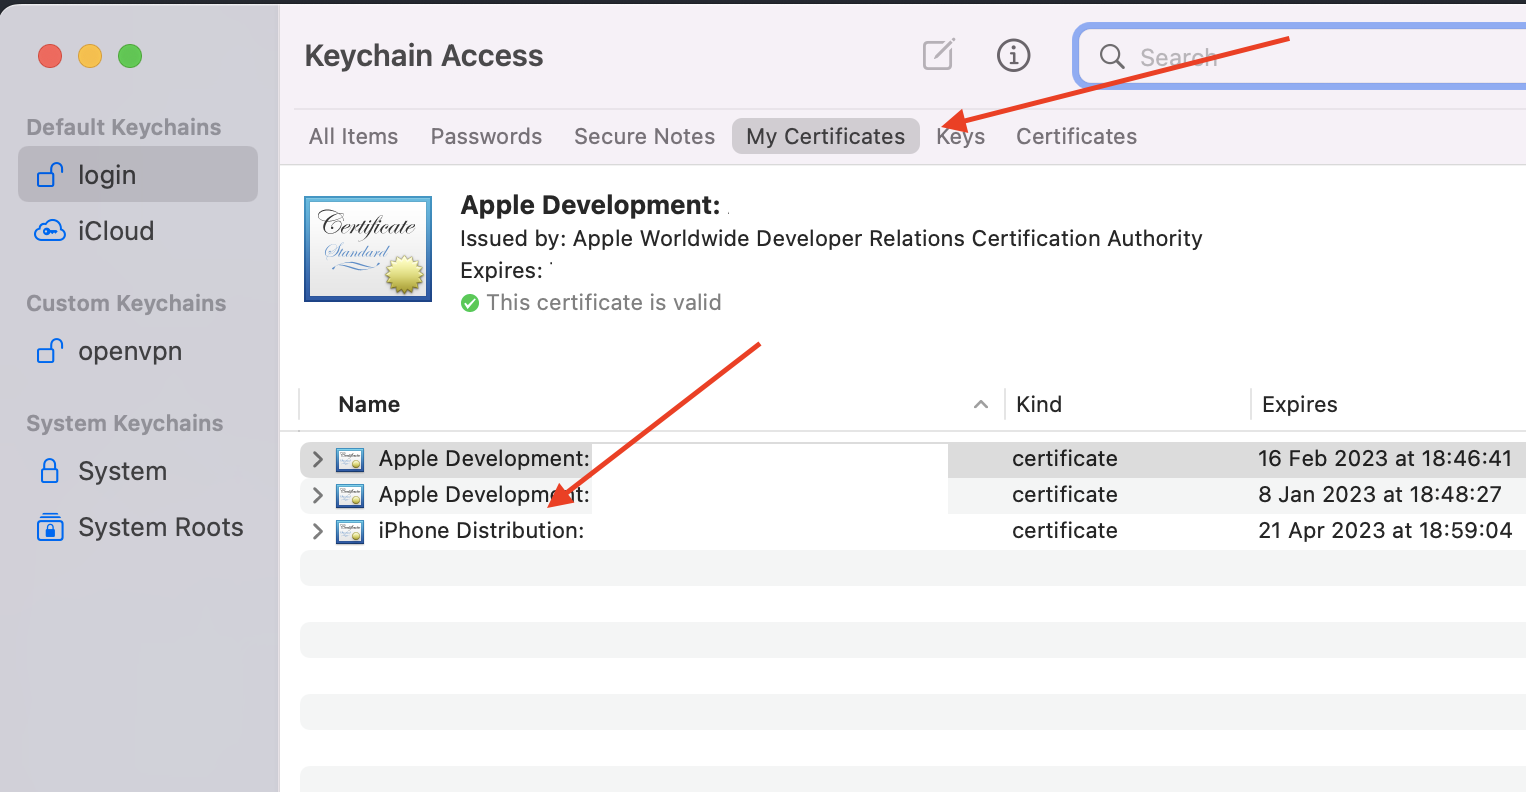 Keychain Access
Search
Default Keychains
login
iCloud
Custom Keychains
openvpn
System Keychains
System
System Roots
All Items Passwords Secure Notes My Certificates Keys Certificates
Certificate
Standard
Apple Development:
Issued by: Apple Worldwide Developer Relations Certification Authority
Expires:
This certificate is valid
Name Kind Expires
Apple Development: certificate 16 Feb 2023 at 18:46:41
Apple Development: certificate 8 Jan 2023 at 18:48:27
iPhone Distribution: certificate 21 Apr 2023 at 18:59:04